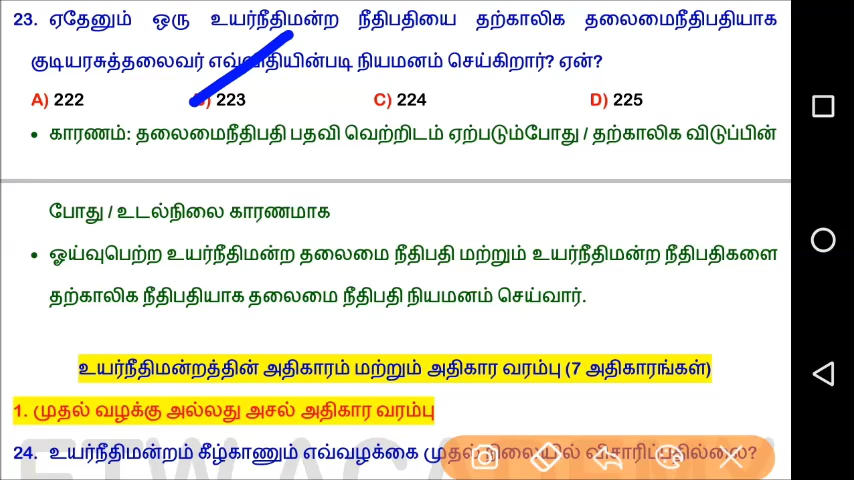 23. ஏதேனும் ஒரு உயர்நீதிமன்ற நீதிபதியை தற்காலிக தலைமைநீதிபதியாக
குடியரசுத்தலைவர் எவ்விதியின்படி நியமனம் செய்கிறார்? ஏன்?
A) 222 B) 223 C) 224 D) 225
• காரணம்: தலைமைநீதிபதி பதவி வெற்றிடம் ஏற்படும்போது / தற்காலிக விடுப்பின்
போது / உடல்நிலை காரணமாக
• ஓய்வுபெற்ற உயர்நீதிமன்ற தலைமை நீதிபதி மற்றும் உயர்நீதிமன்ற நீதிபதிகளை
தற்காலிக நீதிபதியாக தலைமை நீதிபதி நியமனம் செய்வார்.
உயர்நீதிமன்றத்தின் அதிகாரம் மற்றும் அதிகார வரம்பு (7 அதிகாரங்கள்)
1. முதல் வழக்கு அல்லது அசல் அதிகார வரம்பு
24. உயர்நீதிமன்றம் கீழ்காணும் எவ்வழக்கை முதல் நிலையில் விசாரிப்பதில்லை?